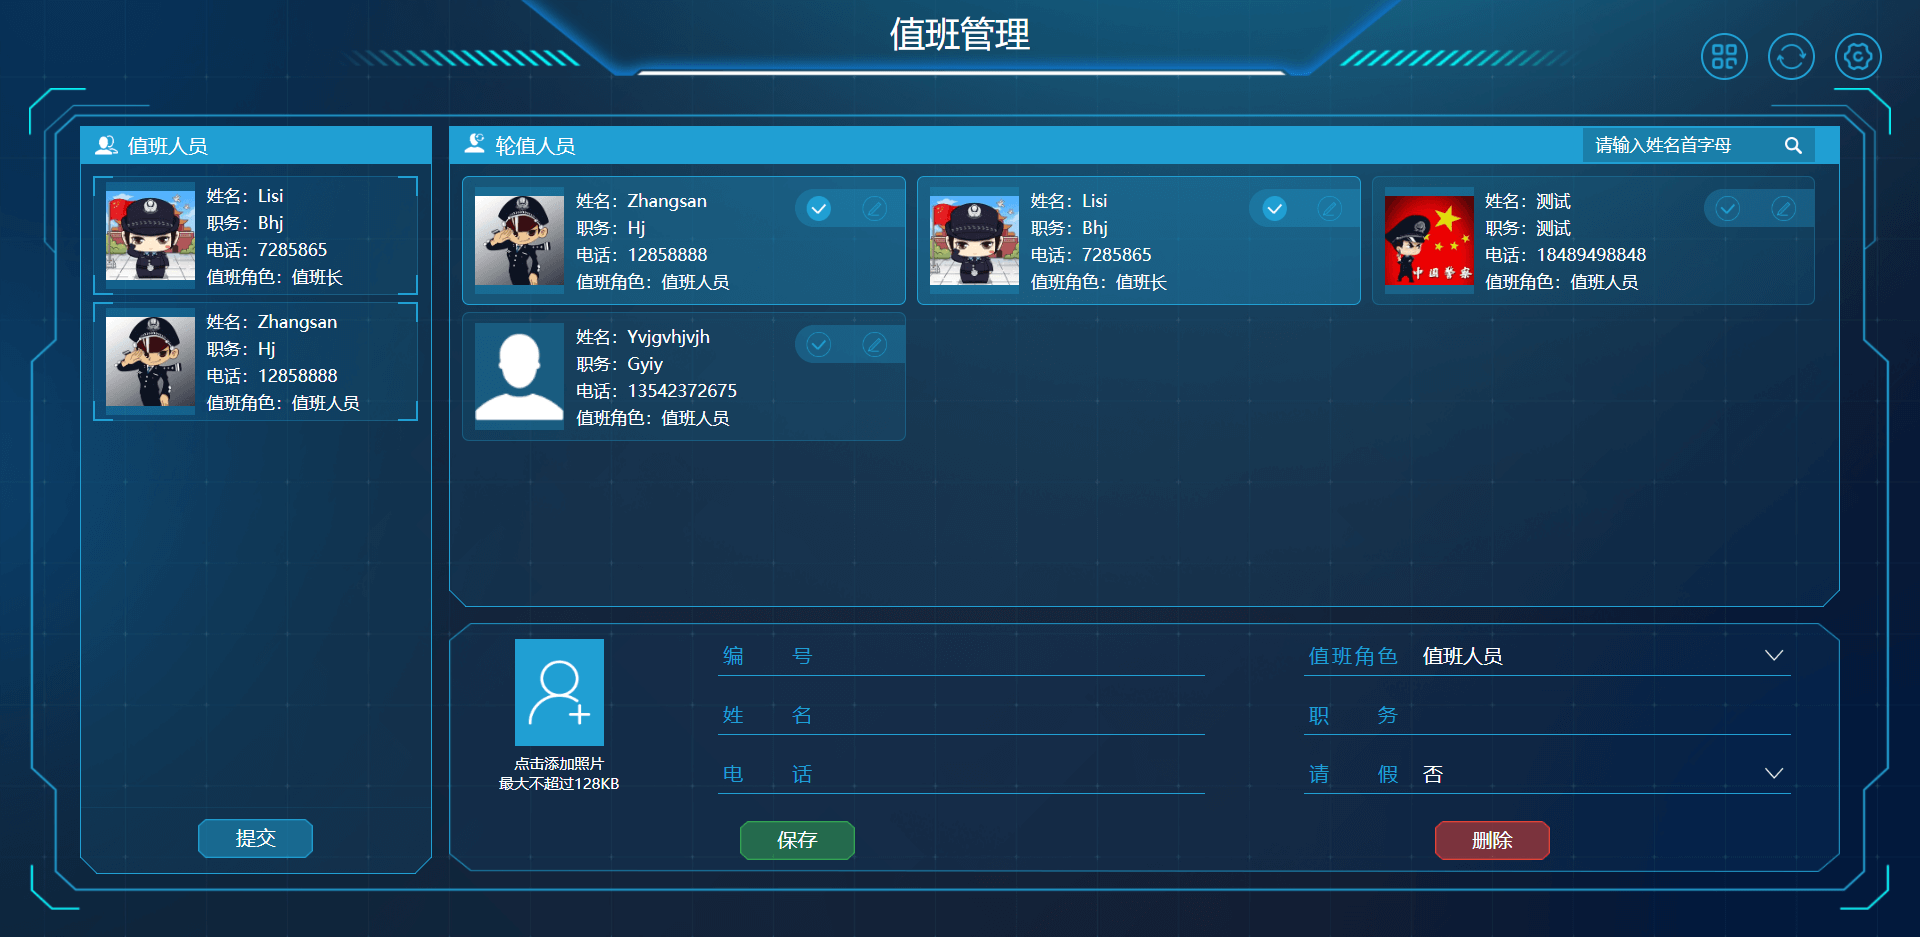 值班管理
值班人员
姓名：Lisi
职务：Bhj
电话：7285865
值班角色：值班长
姓名：Zhangsan
职务：Hj
电话：12858888
值班角色：值班人员
提交
轮值人员
请输入姓名首字母
姓名：Zhangsan
职务：Hj
电话：12858888
值班角色：值班人员
姓名：Lisi
职务：Bhj
电话：7285865
值班角色：值班长
中国警察
姓名：测试
职务：测试
电话：18489498848
值班角色：值班人员
姓名：Yvjgvhjvjh
职务：Gyiy
电话：13542372675
值班角色：值班人员
点击添加照片
最大不超过128KB
编 号
值班角色 值班人员
姓 名
职 务
电 话
请 假 否
保存
删除